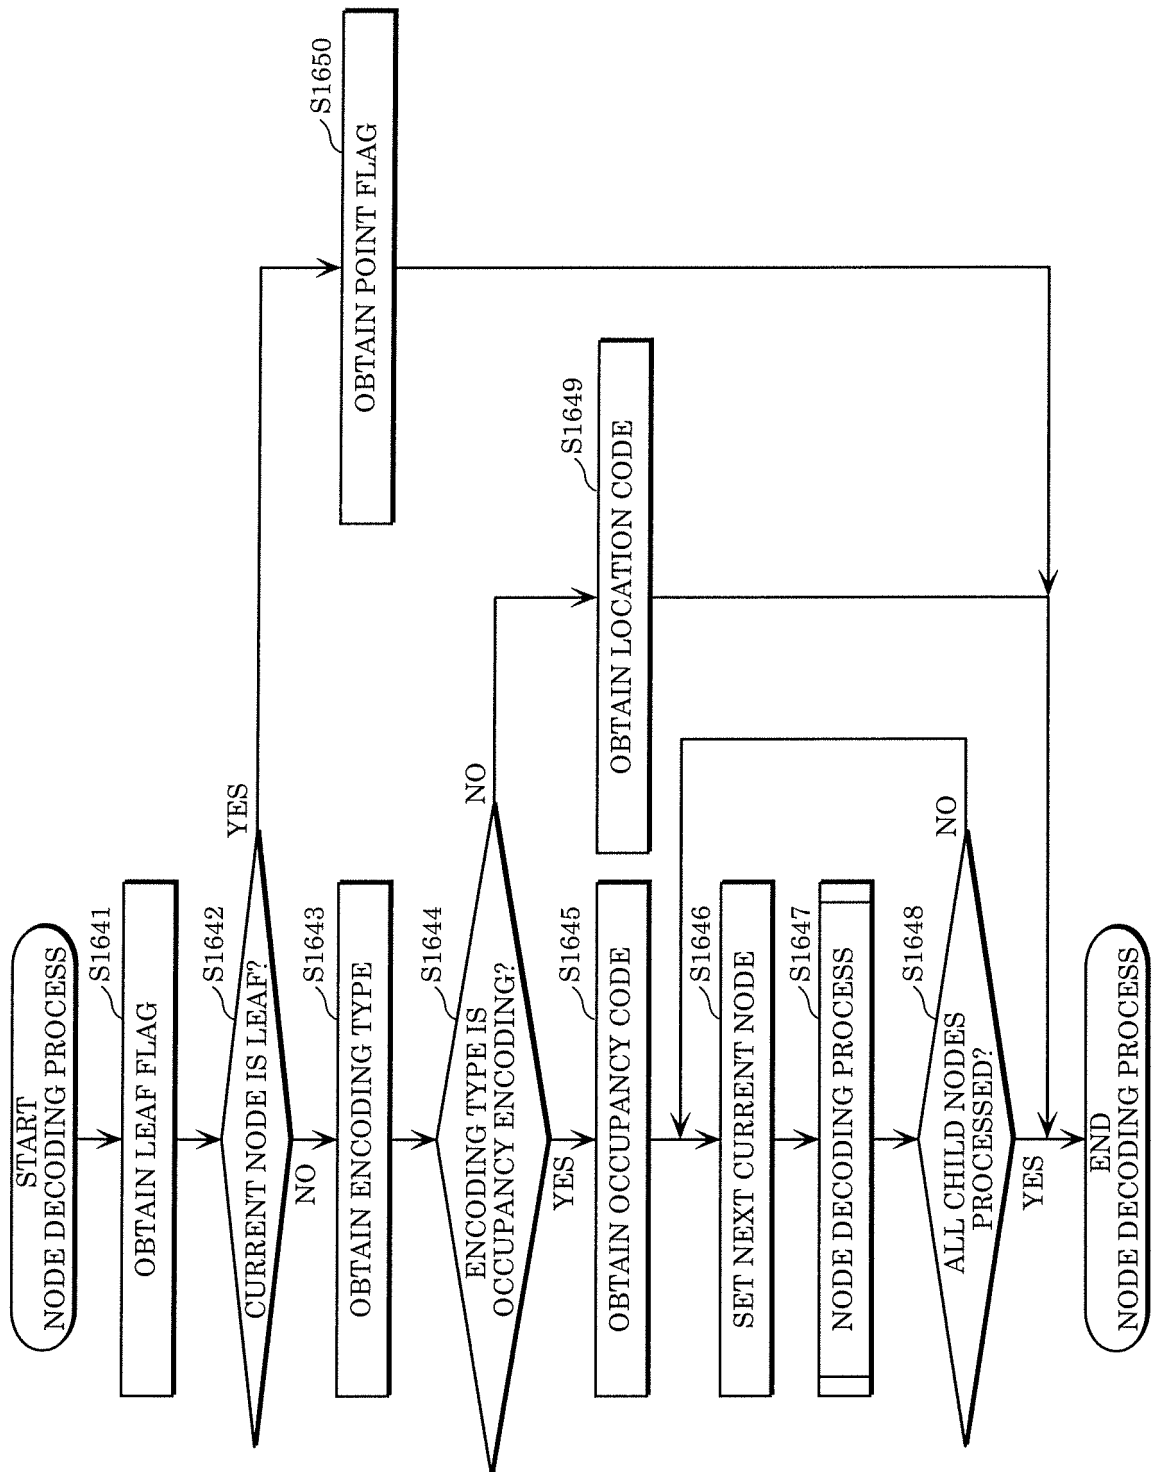 START
NODE DECODING PROCESS
S1641
OBTAIN LEAF FLAG
S1642
CURRENT NODE IS LEAF?
YES
NO
S1650
OBTAIN POINT FLAG
S1643
OBTAIN ENCODING TYPE
S1644
ENCODING TYPE IS
OCCUPANCY ENCODING?
NO
YES
S1645
OBTAIN OCCUPANCY CODE
S1649
OBTAIN LOCATION CODE
S1646
SET NEXT CURRENT NODE
S1647
NODE DECODING PROCESS
S1648
ALL CHILD NODES
PROCESSED?
NO
YES
END
NODE DECODING PROCESS